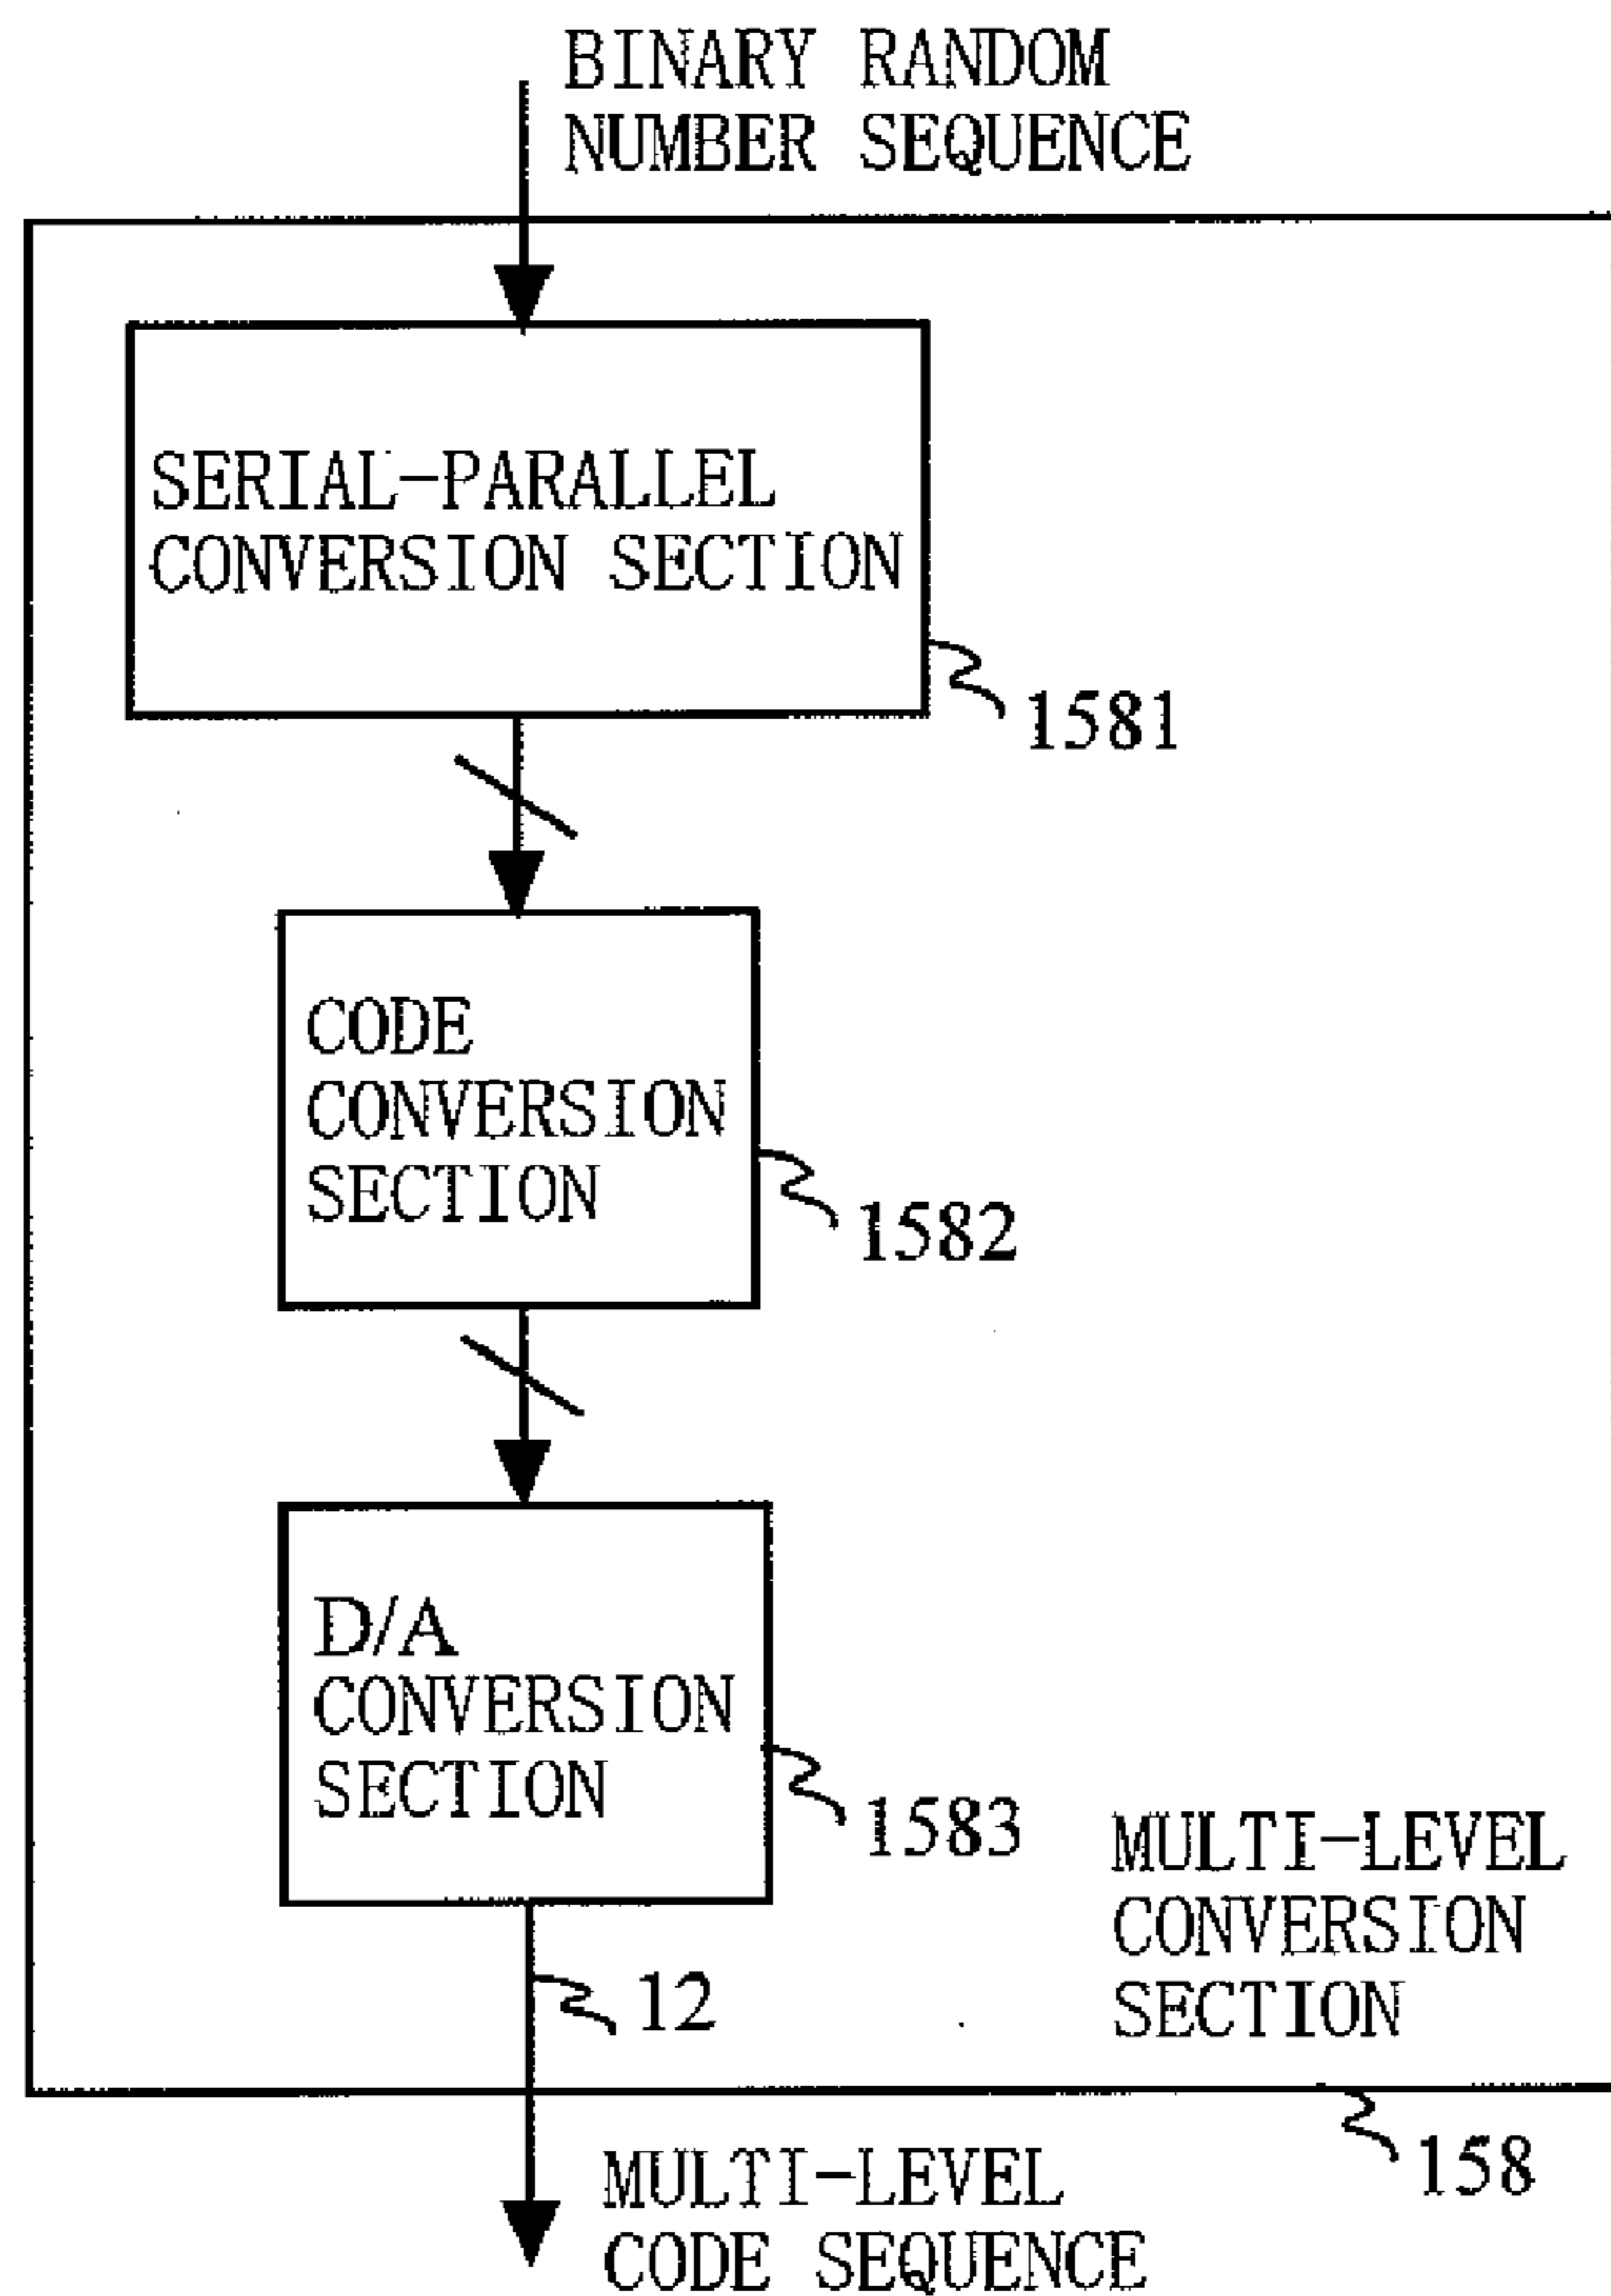 BINARY RANDOM
NUMBER SEQUENCE
SERIAL-PARALLEL
CONVERSION SECTION
1581
CODE
CONVERSION
SECTION
1582
D/A
CONVERSION
SECTION
1583
MULTI-LEVEL
CONVERSION
SECTION
12
158
MULTI-LEVEL
CODE SEQUENCE